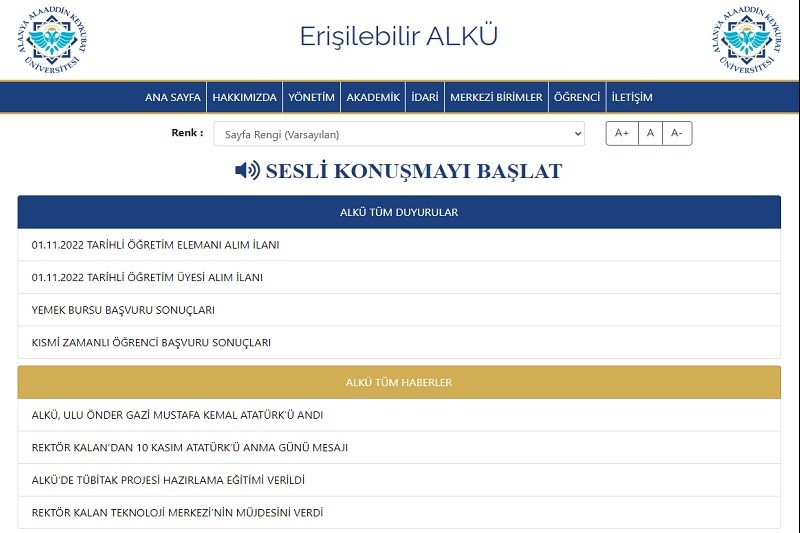 ALANYA ALAADDİN KEYKUBAT
ÜNİVERSİTESİ
Erişilebilir ALKÜ
ALANYA ALAADDİN KEYKUBAT
ÜNİVERSİTESİ
ANA SAYFA HAKKIMIZDA YÖNETİM AKADEMİK İDARİ MERKEZİ BİRİMLER ÖĞRENCİ İLETİŞİM
Renk : Sayfa Rengi (Varsayılan) A+ A A-
SESLİ KONUŞMAYI BAŞLAT
ALKÜ TÜM DUYURULAR
01.11.2022 TARİHLİ ÖĞRETİM ELEMANI ALIM İLANI
01.11.2022 TARİHLİ ÖĞRETİM ÜYESİ ALIM İLANI
YEMEK BURSU BAŞVURU SONUÇLARI
KISMİ ZAMANLI ÖĞRENCİ BAŞVURU SONUÇLARI
ALKÜ TÜM HABERLER
ALKÜ, ULU ÖNDER GAZİ MUSTAFA KEMAL ATATÜRK'Ü ANDI
REKTÖR KALAN'DAN 10 KASIM ATATÜRK'Ü ANMA GÜNÜ MESAJI
ALKÜ'DE TÜBİTAK PROJESİ HAZIRLAMA EĞİTİMİ VERİLDİ
REKTÖR KALAN TEKNOLOJİ MERKEZİ'NİN MÜJDESİNİ VERDİ